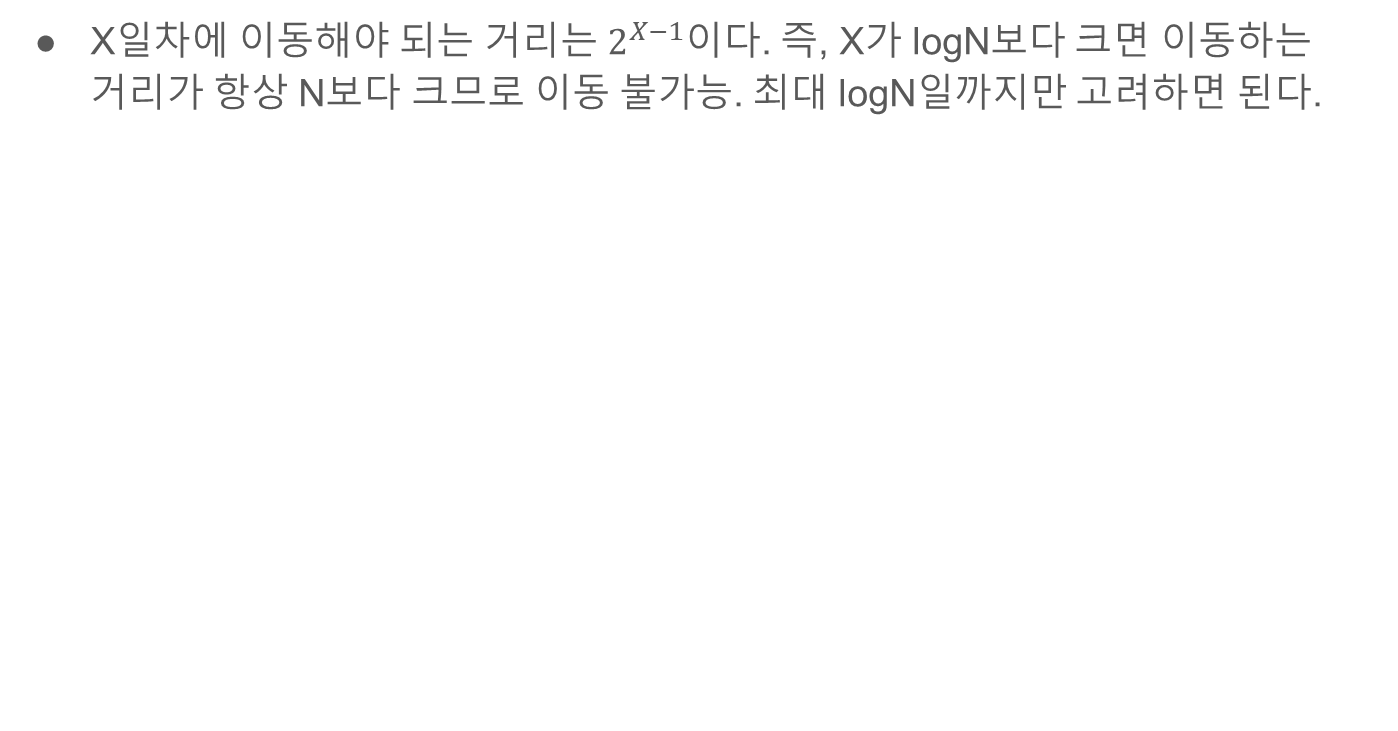 ● X일차에 이동해야 되는 거리는 2^{X-1}이다. 즉, X가 logN보다 크면 이동하는
거리가 항상 N보다 크므로 이동 불가능. 최대 logN일까지만 고려하면 된다.